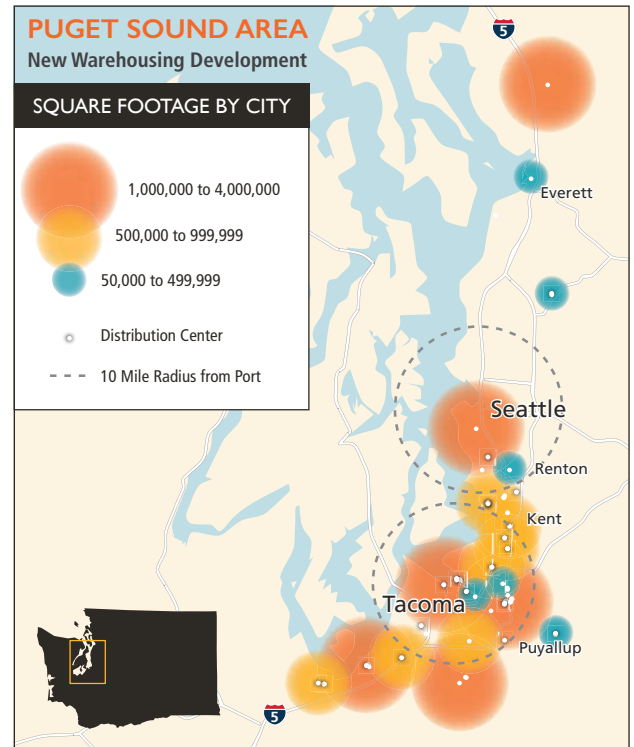 PUGET SOUND AREA
New Warehousing Development
SQUARE FOOTAGE BY CITY
1,000,000 to 4,000,000
500,000 to 999,999
50,000 to 499,999
Distribution Center
10 Mile Radius from Port
5
Everett
Seattle
Renton
Kent
Tacoma
Puyallup
5